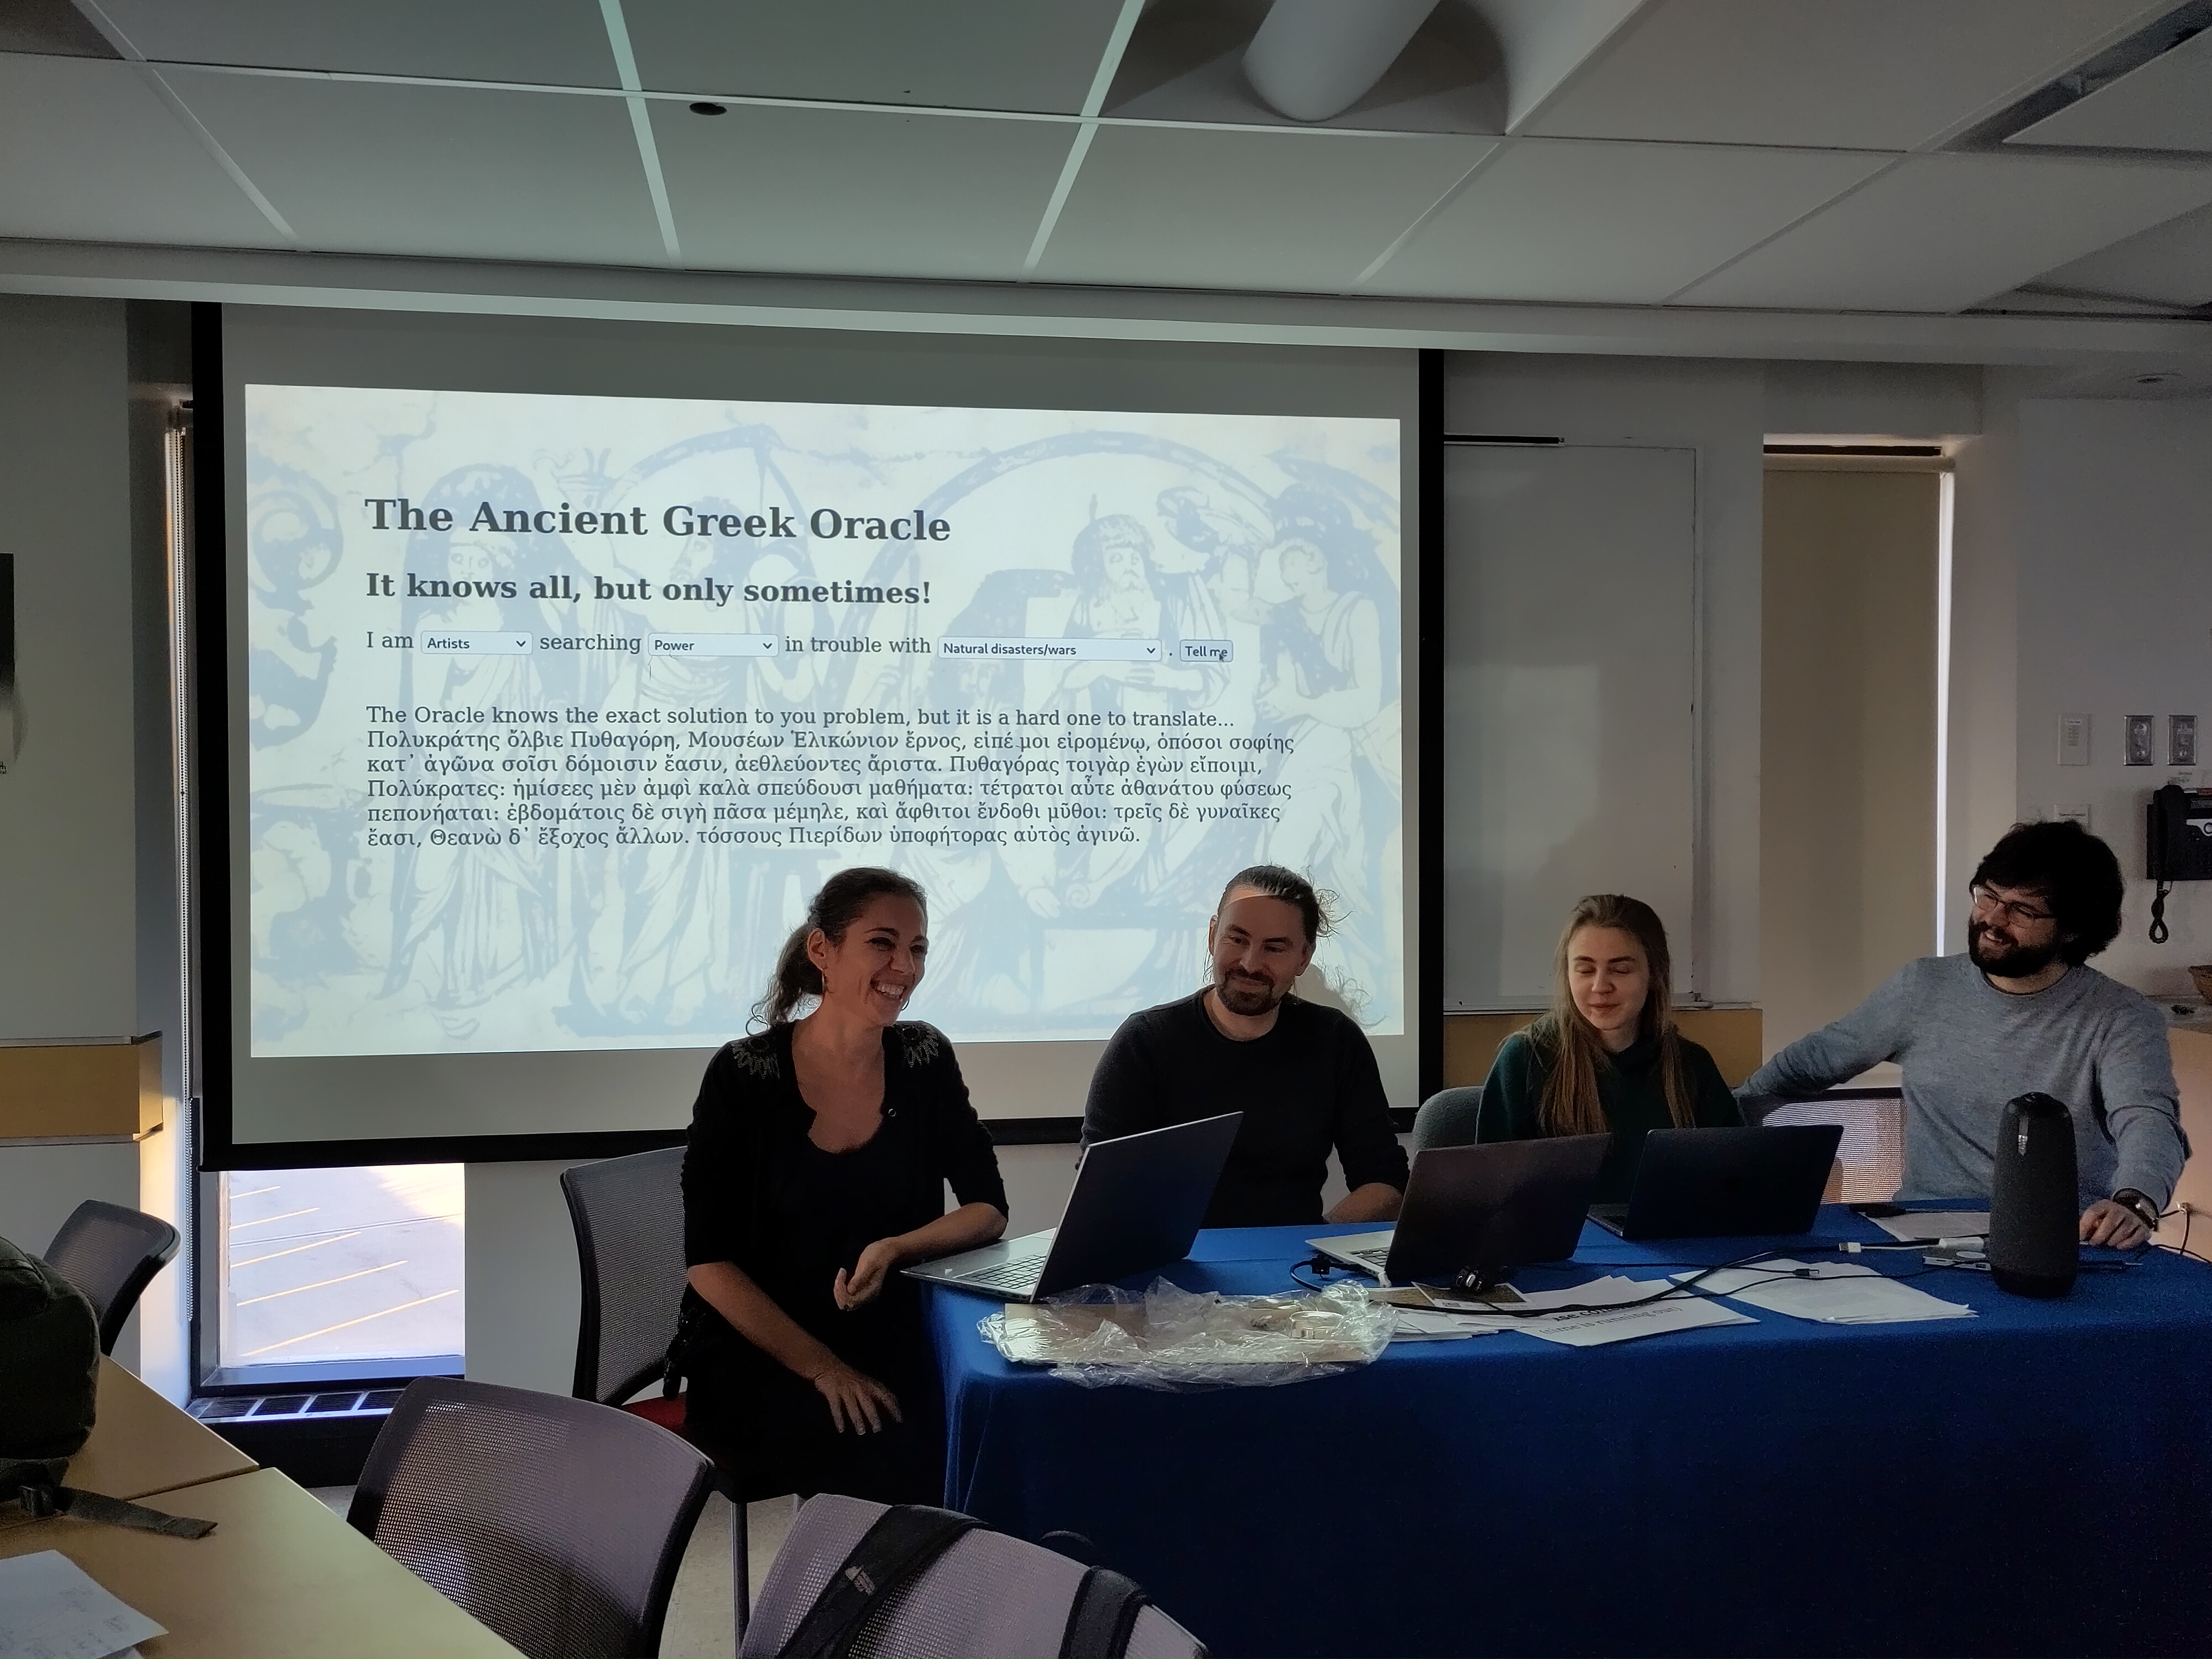 The Ancient Greek Oracle
It knows all, but only sometimes!
I am Artists searching Power in trouble with Natural disasters/wars . Tell me
The Oracle knows the exact solution to you problem, but it is a hard one to translate...
Πολυκράτης ὄλβιε Πυθαγόρη, Μουσέων Ἑλικώνιον ἔρνος, εἰπέ μοι εἰρομένῳ, ὁπόσοι σοφίης
κατ᾽ ἀγῶνα σοῖσι δόμοισιν ἔασιν, ἀεθλεύοντες ἄριστα. Πυθαγόρας τοιγὰρ ἐγὼν εἴποιμι,
Πολύκρατες: ἡμίσεες μὲν ἀμφὶ καλὰ σπεύδουσι μαθήματα: τέτρατοι αὖτε ἀθανάτου φύσεως
πεπονήαται: ἑβδομάτοις δὲ σιγὴ πᾶσα μέμηλε, καὶ ἄφθιτοι ἔνδοθι μῦθοι: τρεῖς δὲ γυναῖκες
ἔασι, Θεανὼ δ᾽ ἔξοχος ἄλλων. τόσσους Πιερίδων ὑποφήτορας αὐτὸς ἀγινῶ.